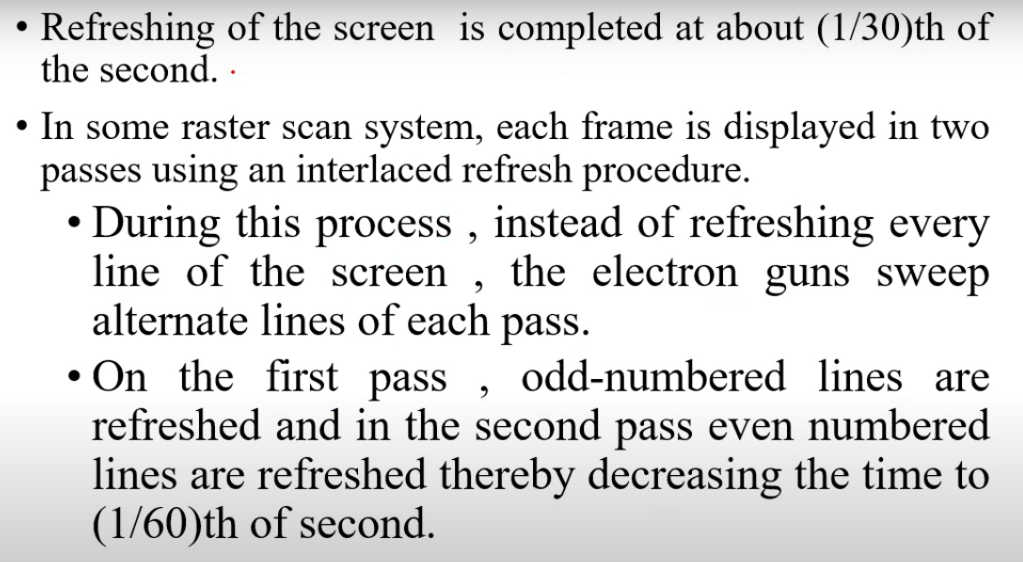 • Refreshing of the screen is completed at about (1/30)th of
the second.
• In some raster scan system, each frame is displayed in two
passes using an interlaced refresh procedure.
• During this process , instead of refreshing every
line of the screen , the electron guns sweep
alternate lines of each pass.
• On the first pass , odd-numbered lines are
refreshed and in the second pass even numbered
lines are refreshed thereby decreasing the time to
(1/60)th of second.